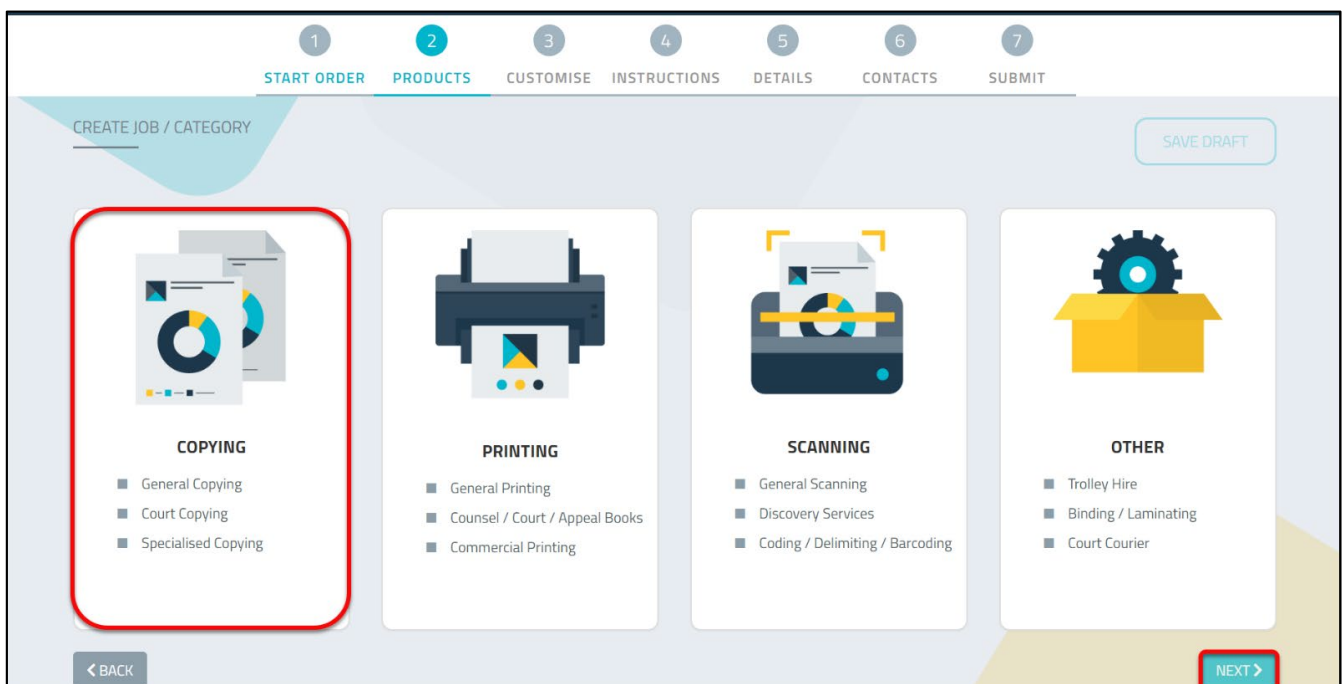 1 2 3 4 5 6 7
START ORDER PRODUCTS CUSTOMISE INSTRUCTIONS DETAILS CONTACTS SUBMIT
CREATE JOB / CATEGORY
SAVE DRAFT
COPYING
General Copying
Court Copying
Specialised Copying
PRINTING
General Printing
Counsel / Court / Appeal Books
Commercial Printing
SCANNING
General Scanning
Discovery Services
Coding / Delimiting / Barcoding
OTHER
Trolley Hire
Binding / Laminating
Court Courier
BACK
NEXT